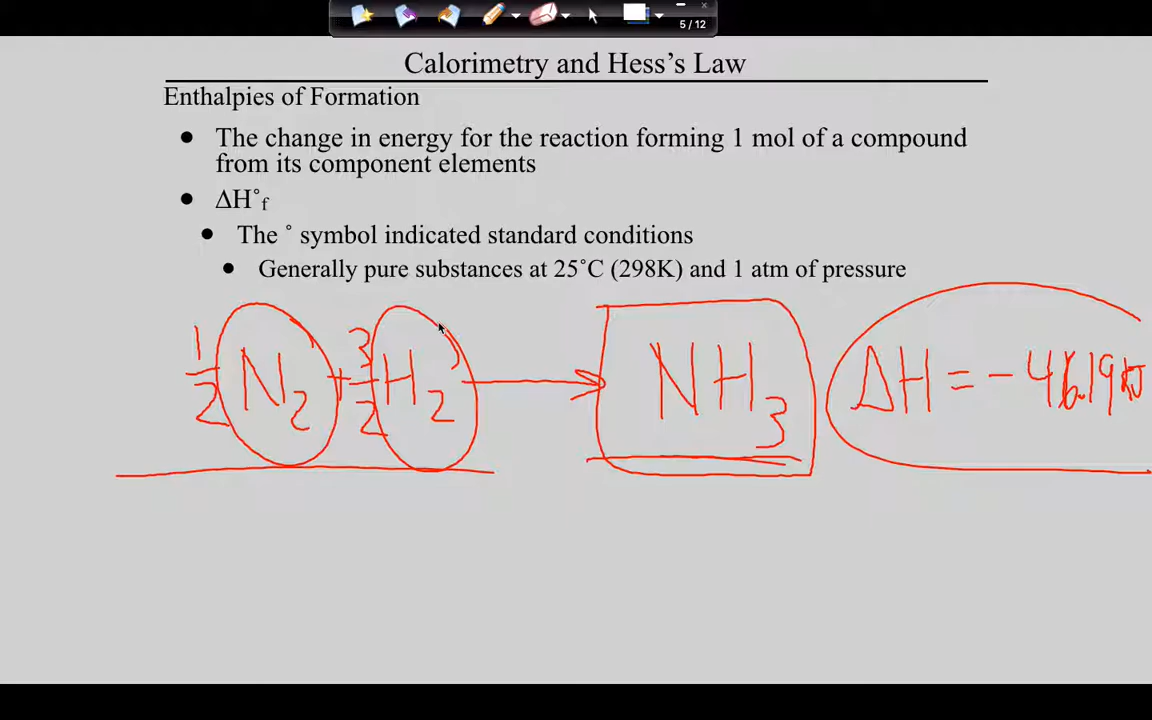 5 / 12
Calorimetry and Hess's Law
Enthalpies of Formation
● The change in energy for the reaction forming 1 mol of a compound
from its component elements
● ΔH˚f
● The ˚ symbol indicated standard conditions
● Generally pure substances at 25˚C (298K) and 1 atm of pressure
1/2 N2 + 3/2 H2 → NH3 ΔH = -46.19 kJ